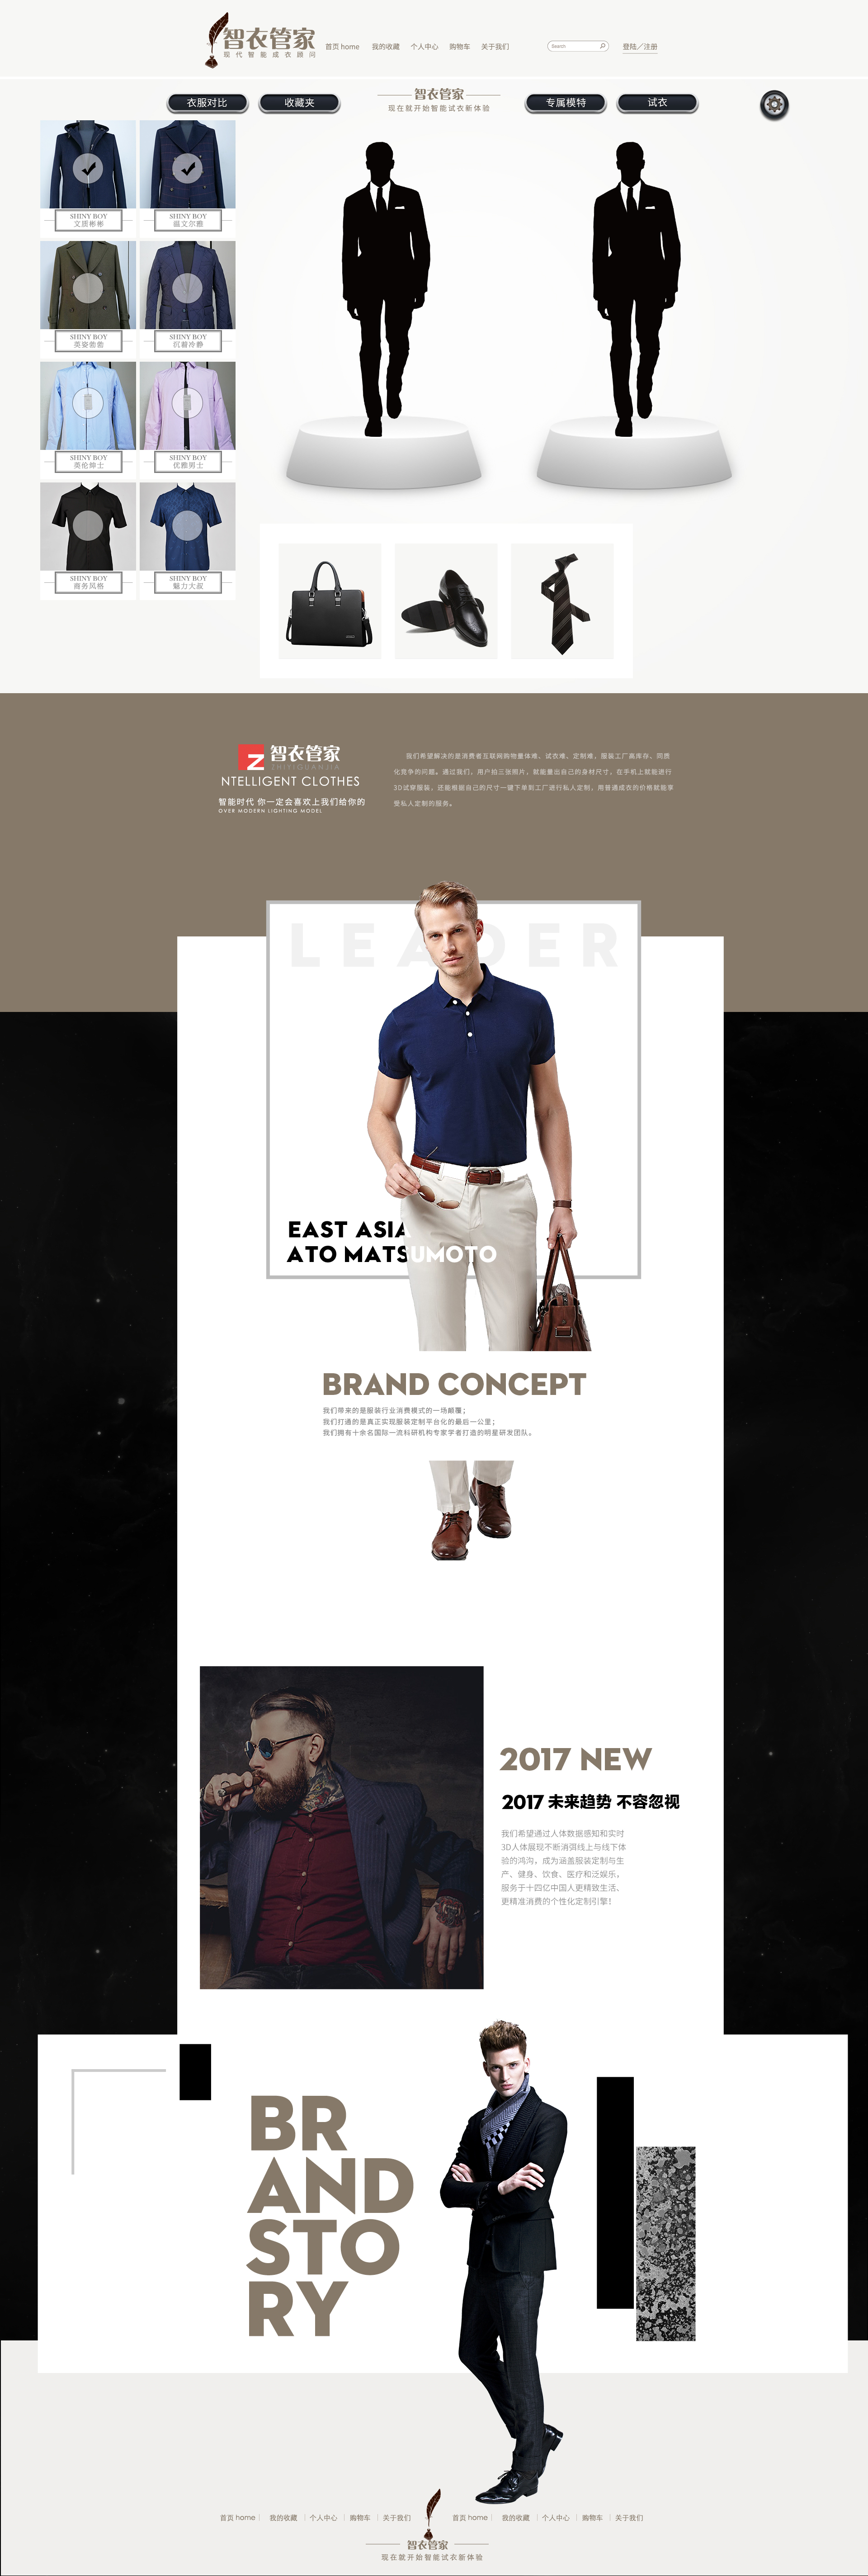 智衣管家
现代智能成衣顾问
首页 home 我的收藏 个人中心 购物车 关于我们
Search
登陆／注册
衣服对比
收藏夹
智衣管家
现在就开始智能试衣新体验
专属模特
试衣
SHINY BOY
文质彬彬
SHINY BOY
温文尔雅
SHINY BOY
英姿勃勃
SHINY BOY
沉着冷静
SHINY BOY
英伦绅士
SHINY BOY
优雅男士
SHINY BOY
商务风格
SHINY BOY
魅力大叔
Z
智衣管家
ZHIYIGUANJIA
NTELLIGENT CLOTHES
智能时代 你一定会喜欢上我们给你的
OVER MODERN LIGHTING MODEL
我们希望解决的是消费者互联网购物量体难、试衣难、定制难，服装工厂高库存、同质
化竞争的问题。通过我们，用户拍三张照片，就能量出自己的身材尺寸，在手机上就能进行
3D试穿服装，还能根据自己的尺寸一键下单到工厂进行私人定制，用普通成衣的价格就能享
受私人定制的服务。
LEADER
EAST ASIA
ATO MATSUMOTO
BRAND CONCEPT
我们带来的是服装行业消费模式的一场颠覆；
我们打通的是真正实现服装定制平台化的最后一公里；
我们拥有十余名国际一流科研机构专家学者打造的明星研发团队。
2017 NEW
2017 未来趋势 不容忽视
我们希望通过人体数据感知和实时
3D人体展现不断消弭线上与线下体
验的鸿沟，成为涵盖服装定制与生
产、健身、饮食、医疗和泛娱乐，
服务于十四亿中国人更精致生活、
更精准消费的个性化定制引擎！
BR
AND
STO
RY
首页 home 我的收藏 个人中心 购物车 关于我们
首页 home 我的收藏 个人中心 购物车 关于我们
智衣管家
现在就开始智能试衣新体验